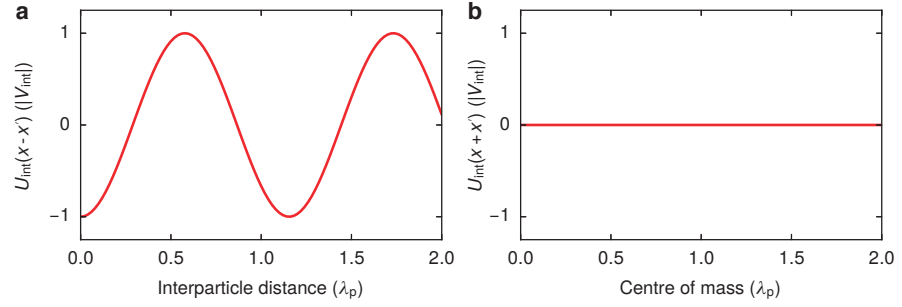 a
U_int(x - x′) (|V_int|)
1
0
−1
0.0 0.5 1.0 1.5 2.0
Interparticle distance (λ_p)
b
U_int(x + x′) (|V_int|)
1
0
−1
0.0 0.5 1.0 1.5 2.0
Centre of mass (λ_p)